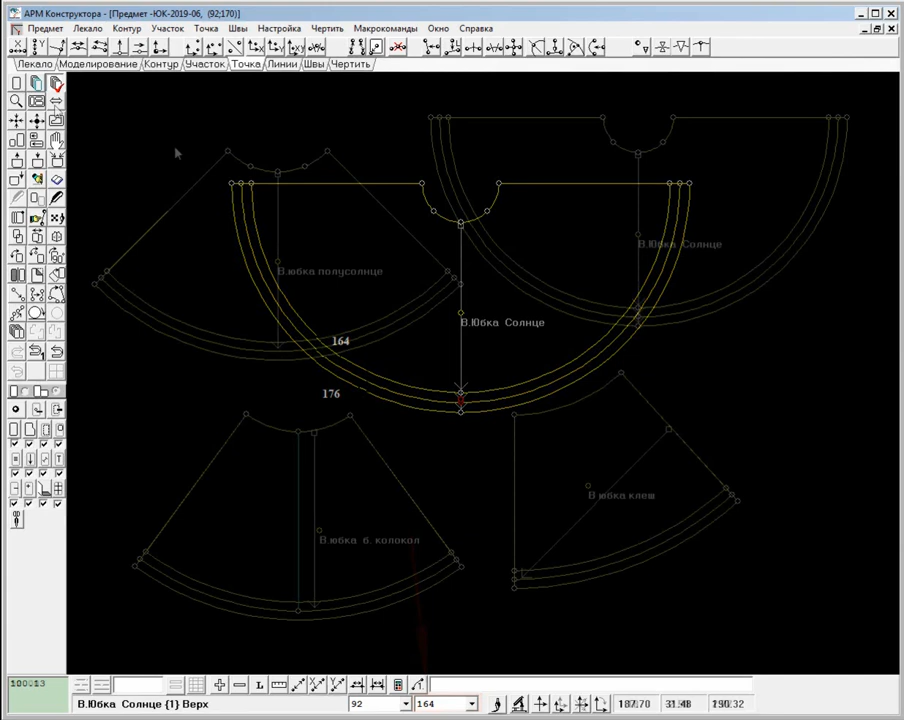 АРМ Конструктора - [Предмет -ЮК-2019-06, (92;170)]
Предмет Лекало Контур Участок Точка Швы Настройка Чертить Макрокоманды Окно Справка
Лекало Моделирование Контур Участок Точка Линии Швы Чертить
В.Юбка Солнце
В.юбка полусолнце
В.Юбка Солнце
164
176
В.юбка клеш
В.юбка б. колокол
100013
В.Юбка Солнце {1} Верх
92
164